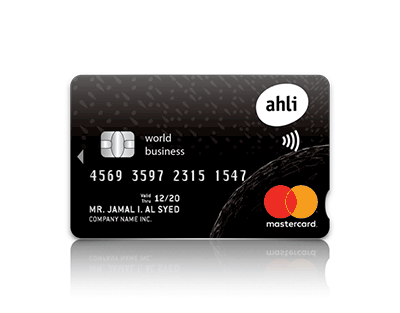 ahli
world
business
4569 3597 2315 1547
Valid
Thru 12/20
MR. JAMAL I. AL SYED
COMPANY NAME INC.
mastercard.